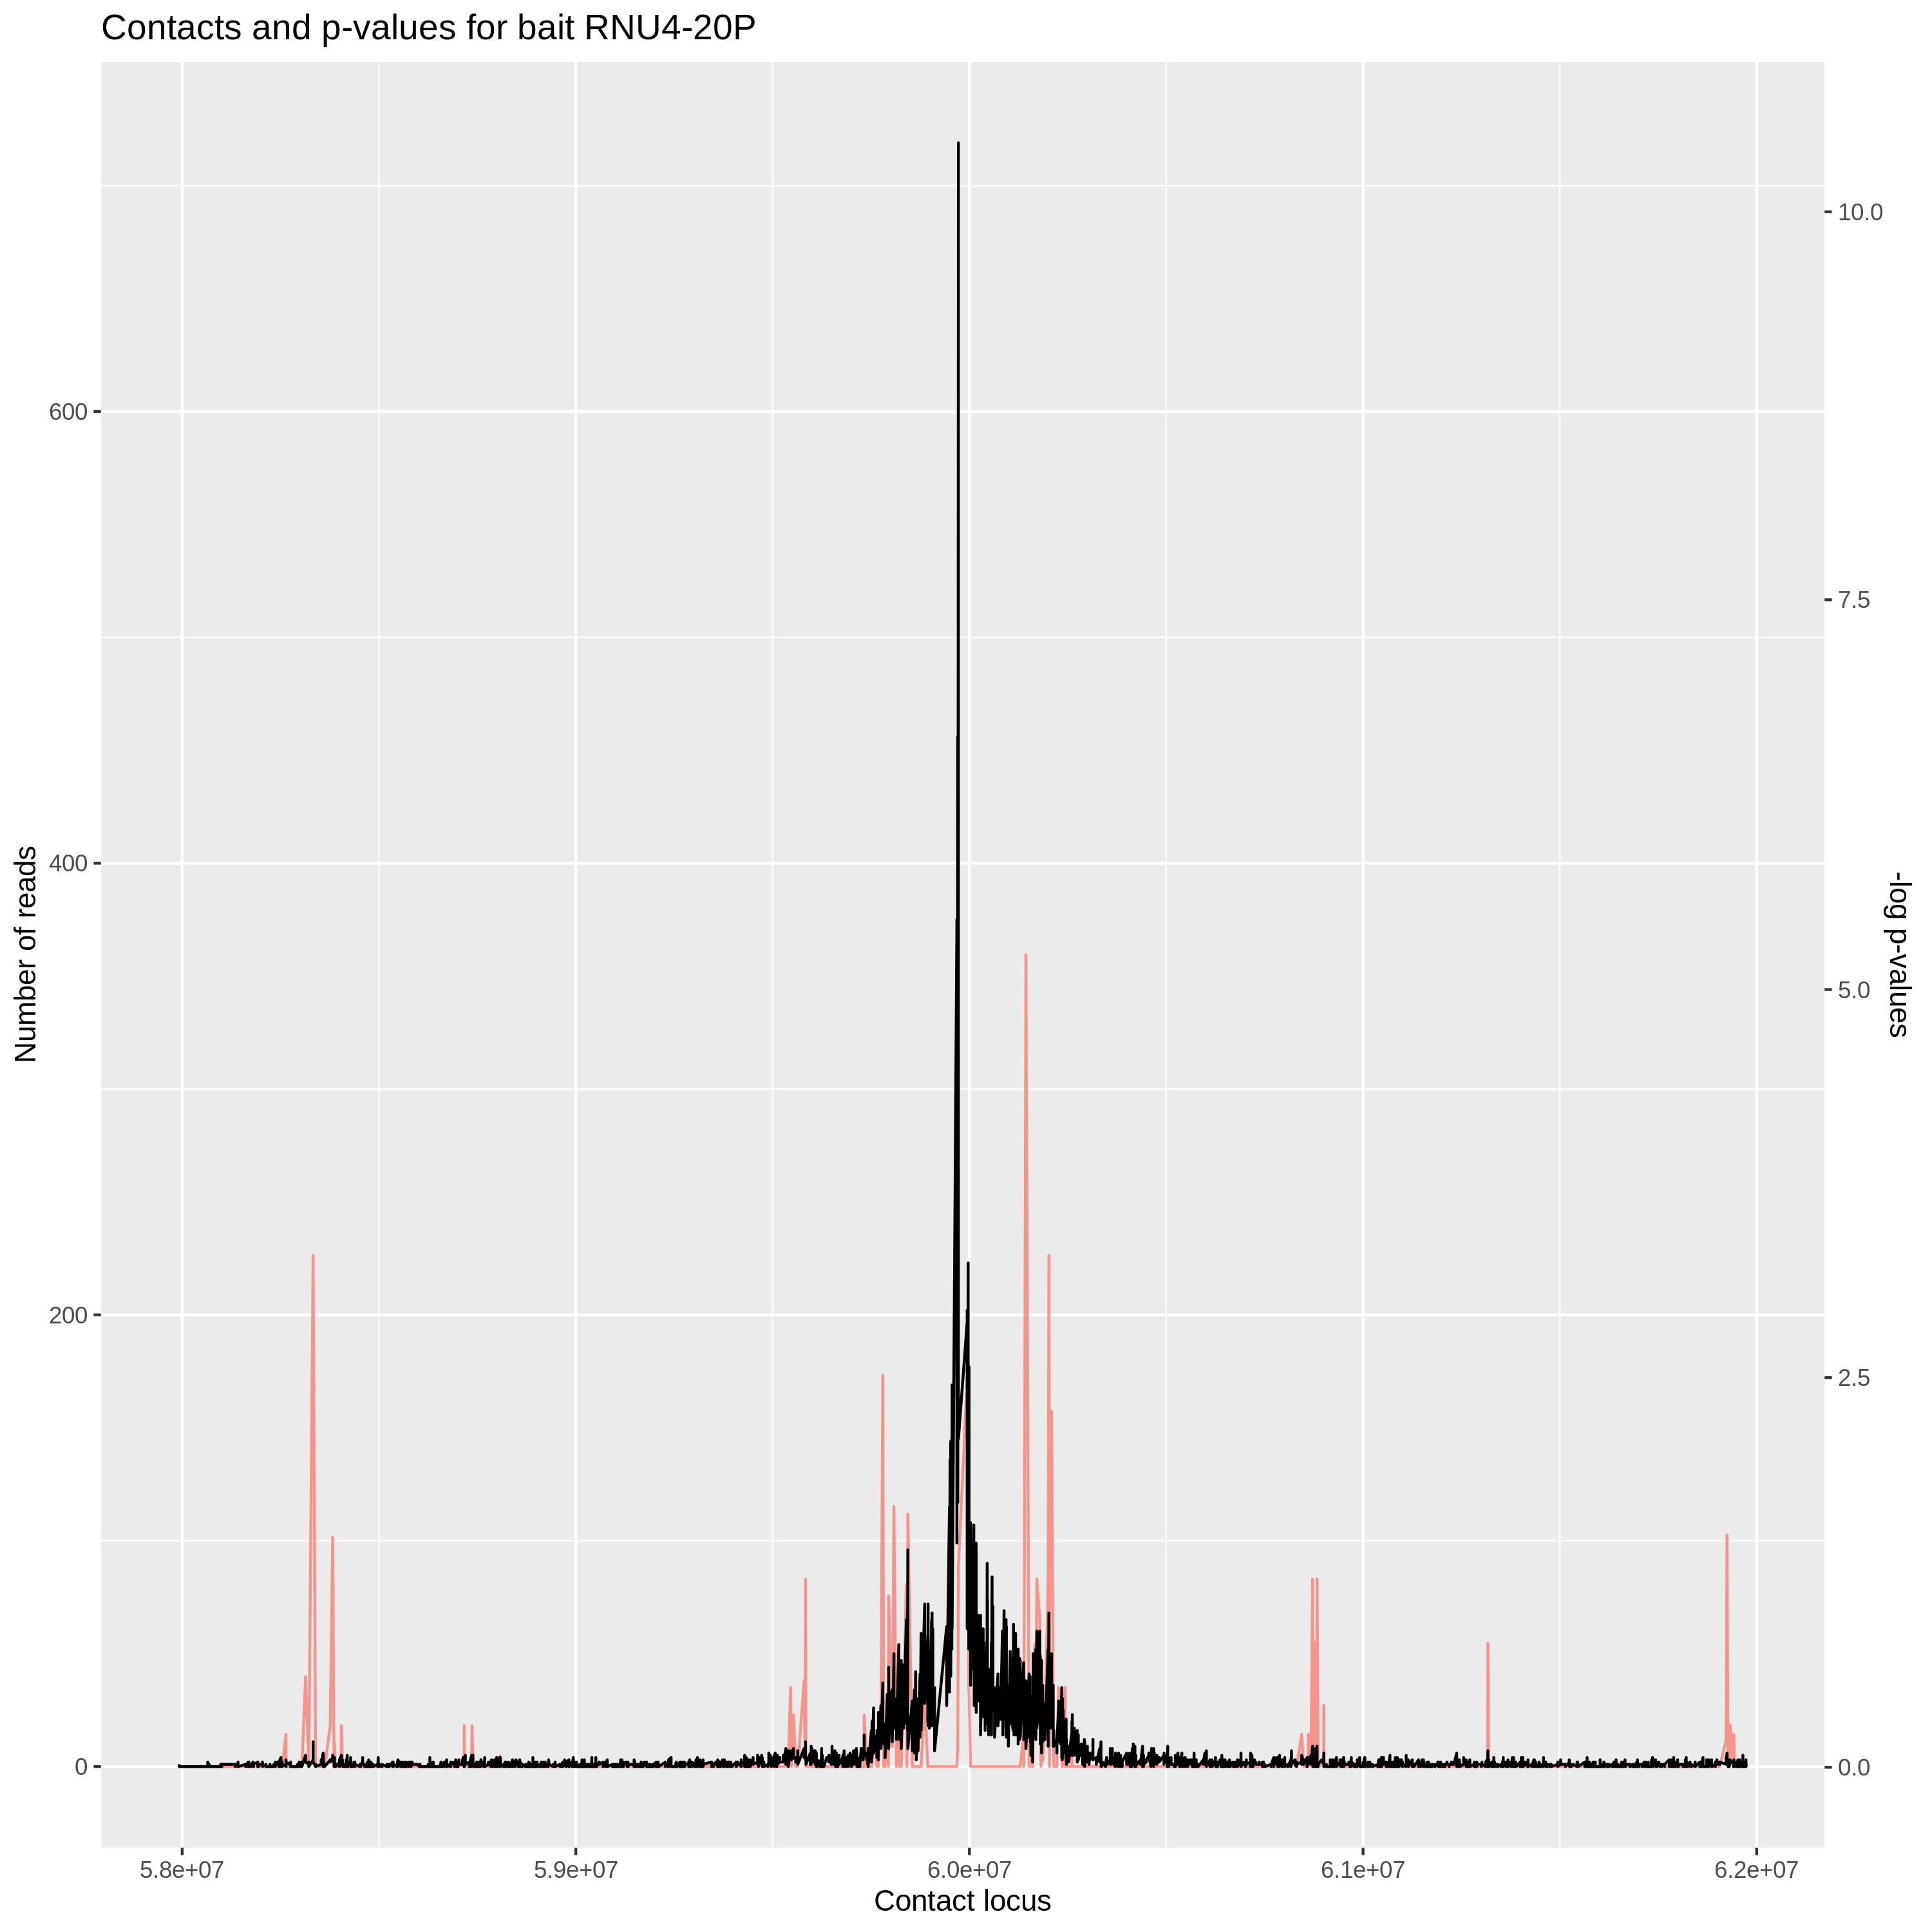 Contacts and p-values for bait RNU4-20P
Number of reads
600
400
200
0
10.0
7.5
5.0
2.5
0.0
-log p-values
5.8e+07
5.9e+07
6.0e+07
6.1e+07
6.2e+07
Contact locus